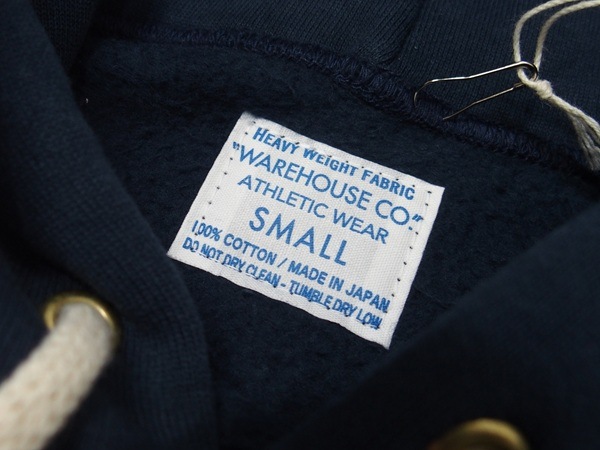 HEAVY WEIGHT FABRIC
"WAREHOUSE CO."
ATHLETIC WEAR
SMALL
100% COTTON / MADE IN JAPAN
DO NOT DRY CLEAN - TUMBLE DRY LOW